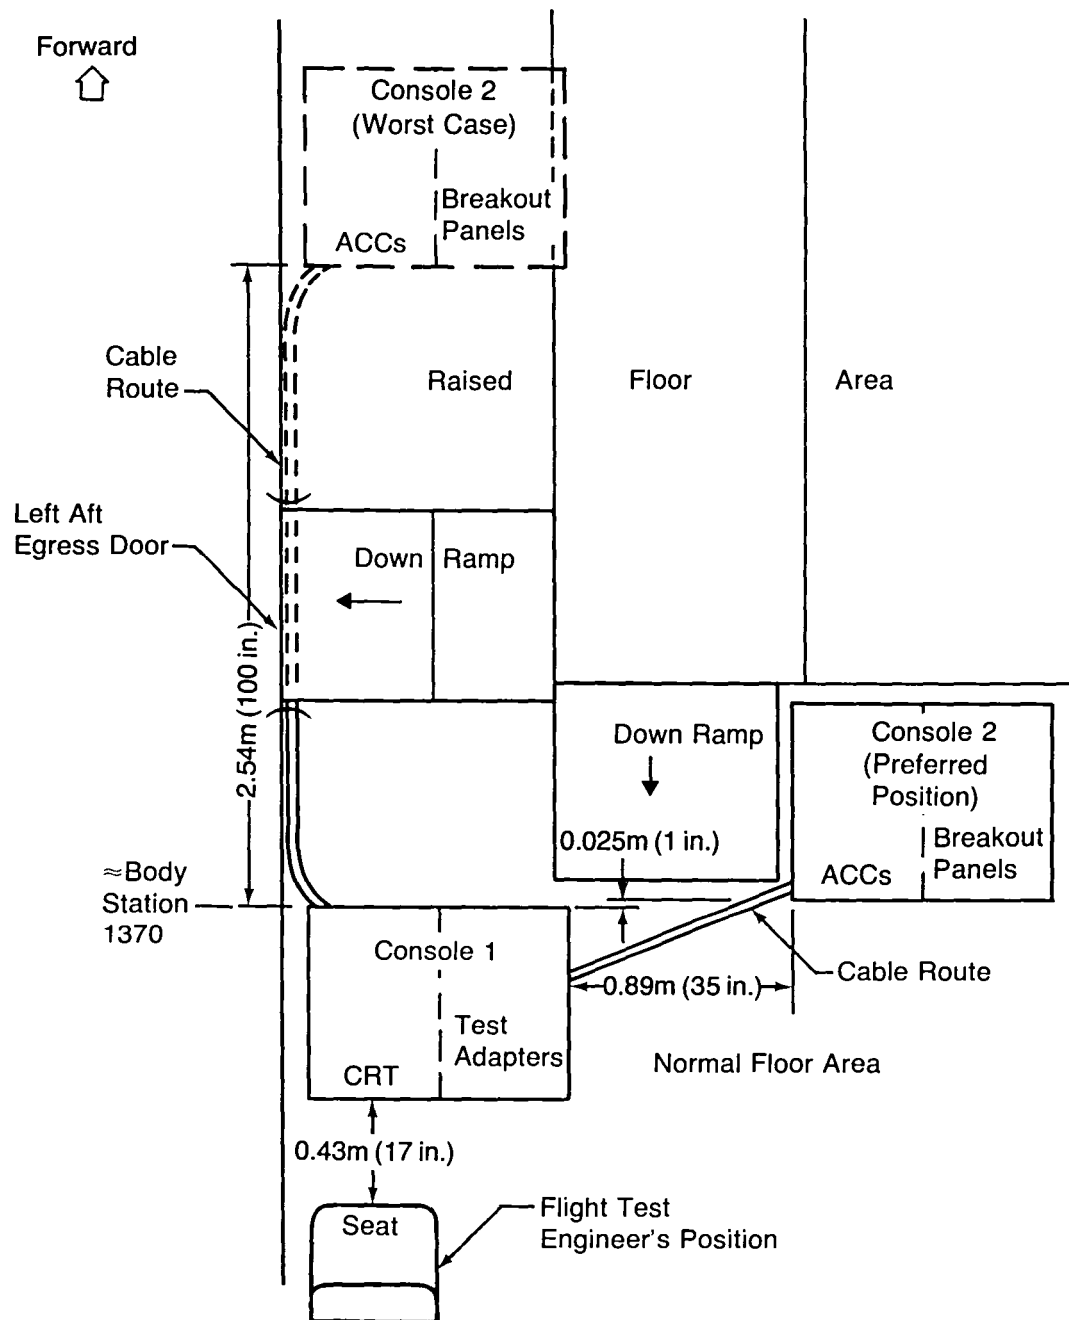 Forward
Console 2
(Worst Case)
Breakout
Panels
ACCs
Cable
Route
Raised Floor Area
Left Aft
Egress Door
Down Ramp
2.54m (100 in.)
Down Ramp
Console 2
(Preferred
Position)
0.025m (1 in.)
Breakout
Panels
ACCs
≈Body
Station
1370
Console 1
Cable Route
0.89m (35 in.)
Test
Adapters
CRT
Normal Floor Area
0.43m (17 in.)
Seat
Flight Test
Engineer's Position